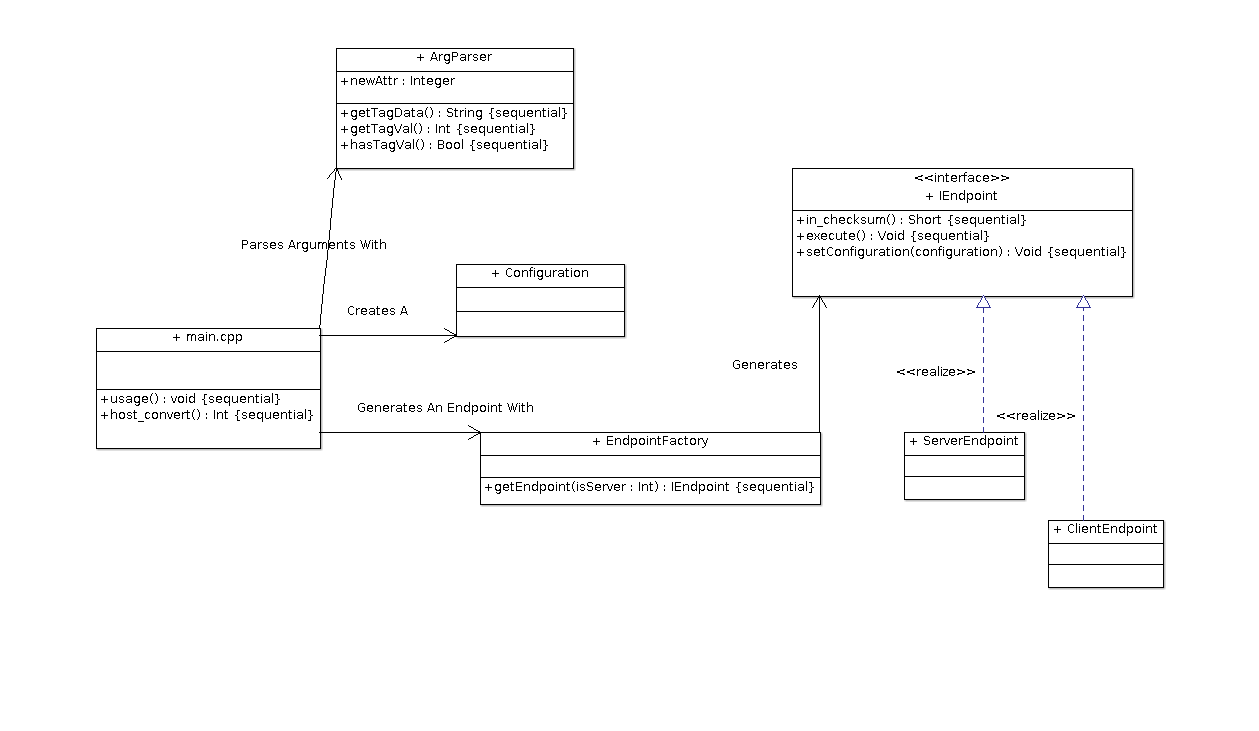 + ArgParser
+newAttr : Integer
+getTagData() : String {sequential}
+getTagVal() : Int {sequential}
+hasTagVal() : Bool {sequential}
<<interface>>
+ IEndpoint
+in_checksum() : Short {sequential}
+execute() : Void {sequential}
+setConfiguration(configuration) : Void {sequential}
Parses Arguments With
+ Configuration
Creates A
+ main.cpp
+usage() : void {sequential}
+host_convert() : Int {sequential}
Generates
<<realize>>
Generates An Endpoint With
<<realize>>
+ EndpointFactory
+getEndpoint(isServer : Int) : IEndpoint {sequential}
+ ServerEndpoint
+ ClientEndpoint